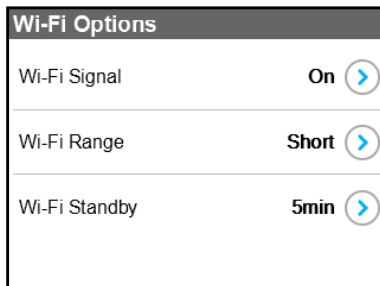 Wi-Fi Options
Wi-Fi Signal On
Wi-Fi Range Short
Wi-Fi Standby 5min